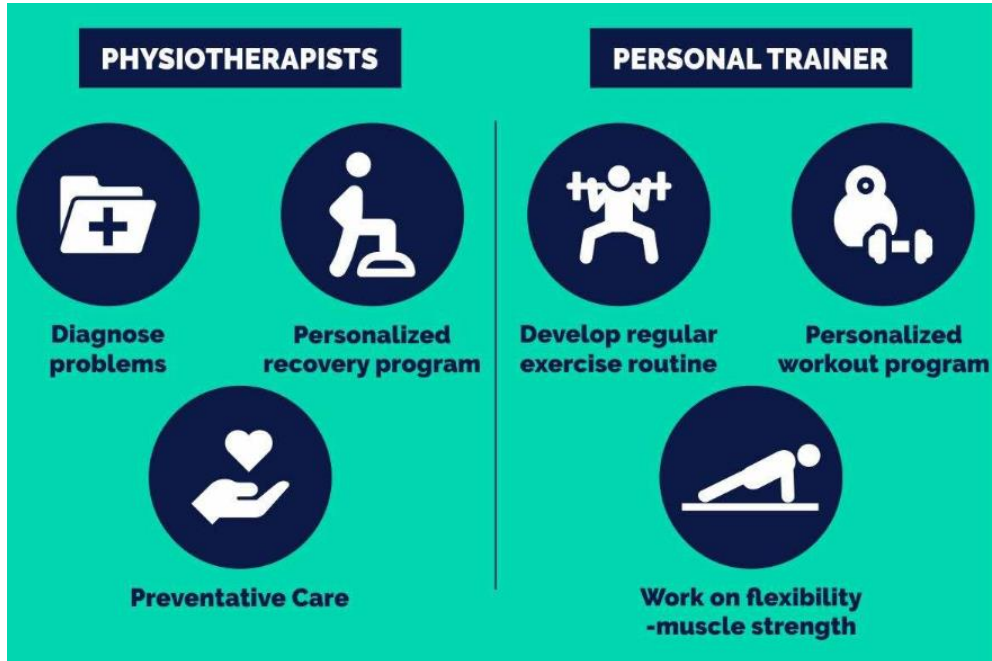 PHYSIOTHERAPISTS
Diagnose
problems
Personalized
recovery program
Preventative Care
PERSONAL TRAINER
Develop regular
exercise routine
Personalized
workout program
Work on flexibility
-muscle strength